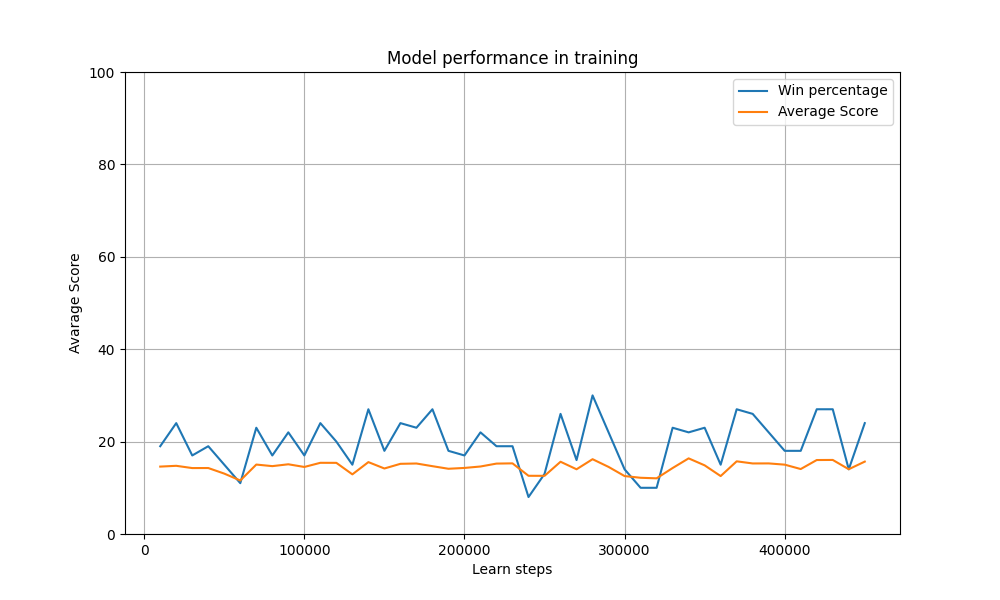 Model performance in training
Win percentage
Average Score
Avarage Score
100
80
60
40
20
0
0 100000 200000 300000 400000
Learn steps